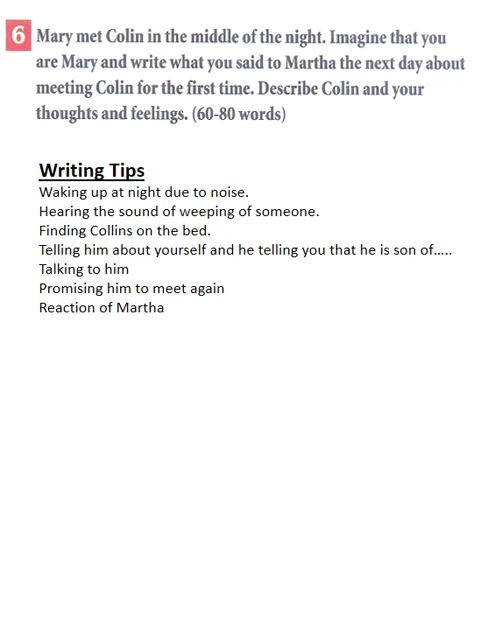 6 Mary met Colin in the middle of the night. Imagine that you
are Mary and write what you said to Martha the next day about
meeting Colin for the first time. Describe Colin and your
thoughts and feelings. (60-80 words)
Writing Tips
Waking up at night due to noise.
Hearing the sound of weeping of someone.
Finding Collins on the bed.
Telling him about yourself and he telling you that he is son of…..
Talking to him
Promising him to meet again
Reaction of Martha